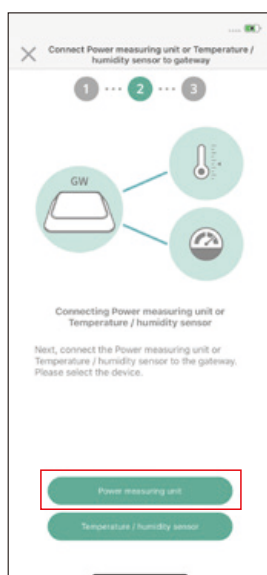 Connect Power measuring unit or Temperature /
humidity sensor to gateway
1 ... 2 ... 3
GW
Connecting Power measuring unit or
Temperature / humidity sensor
Next, connect the Power measuring unit or
Temperature / humidity sensor to the gateway.
Please select the device.
Power measuring unit
Temperature / humidity sensor